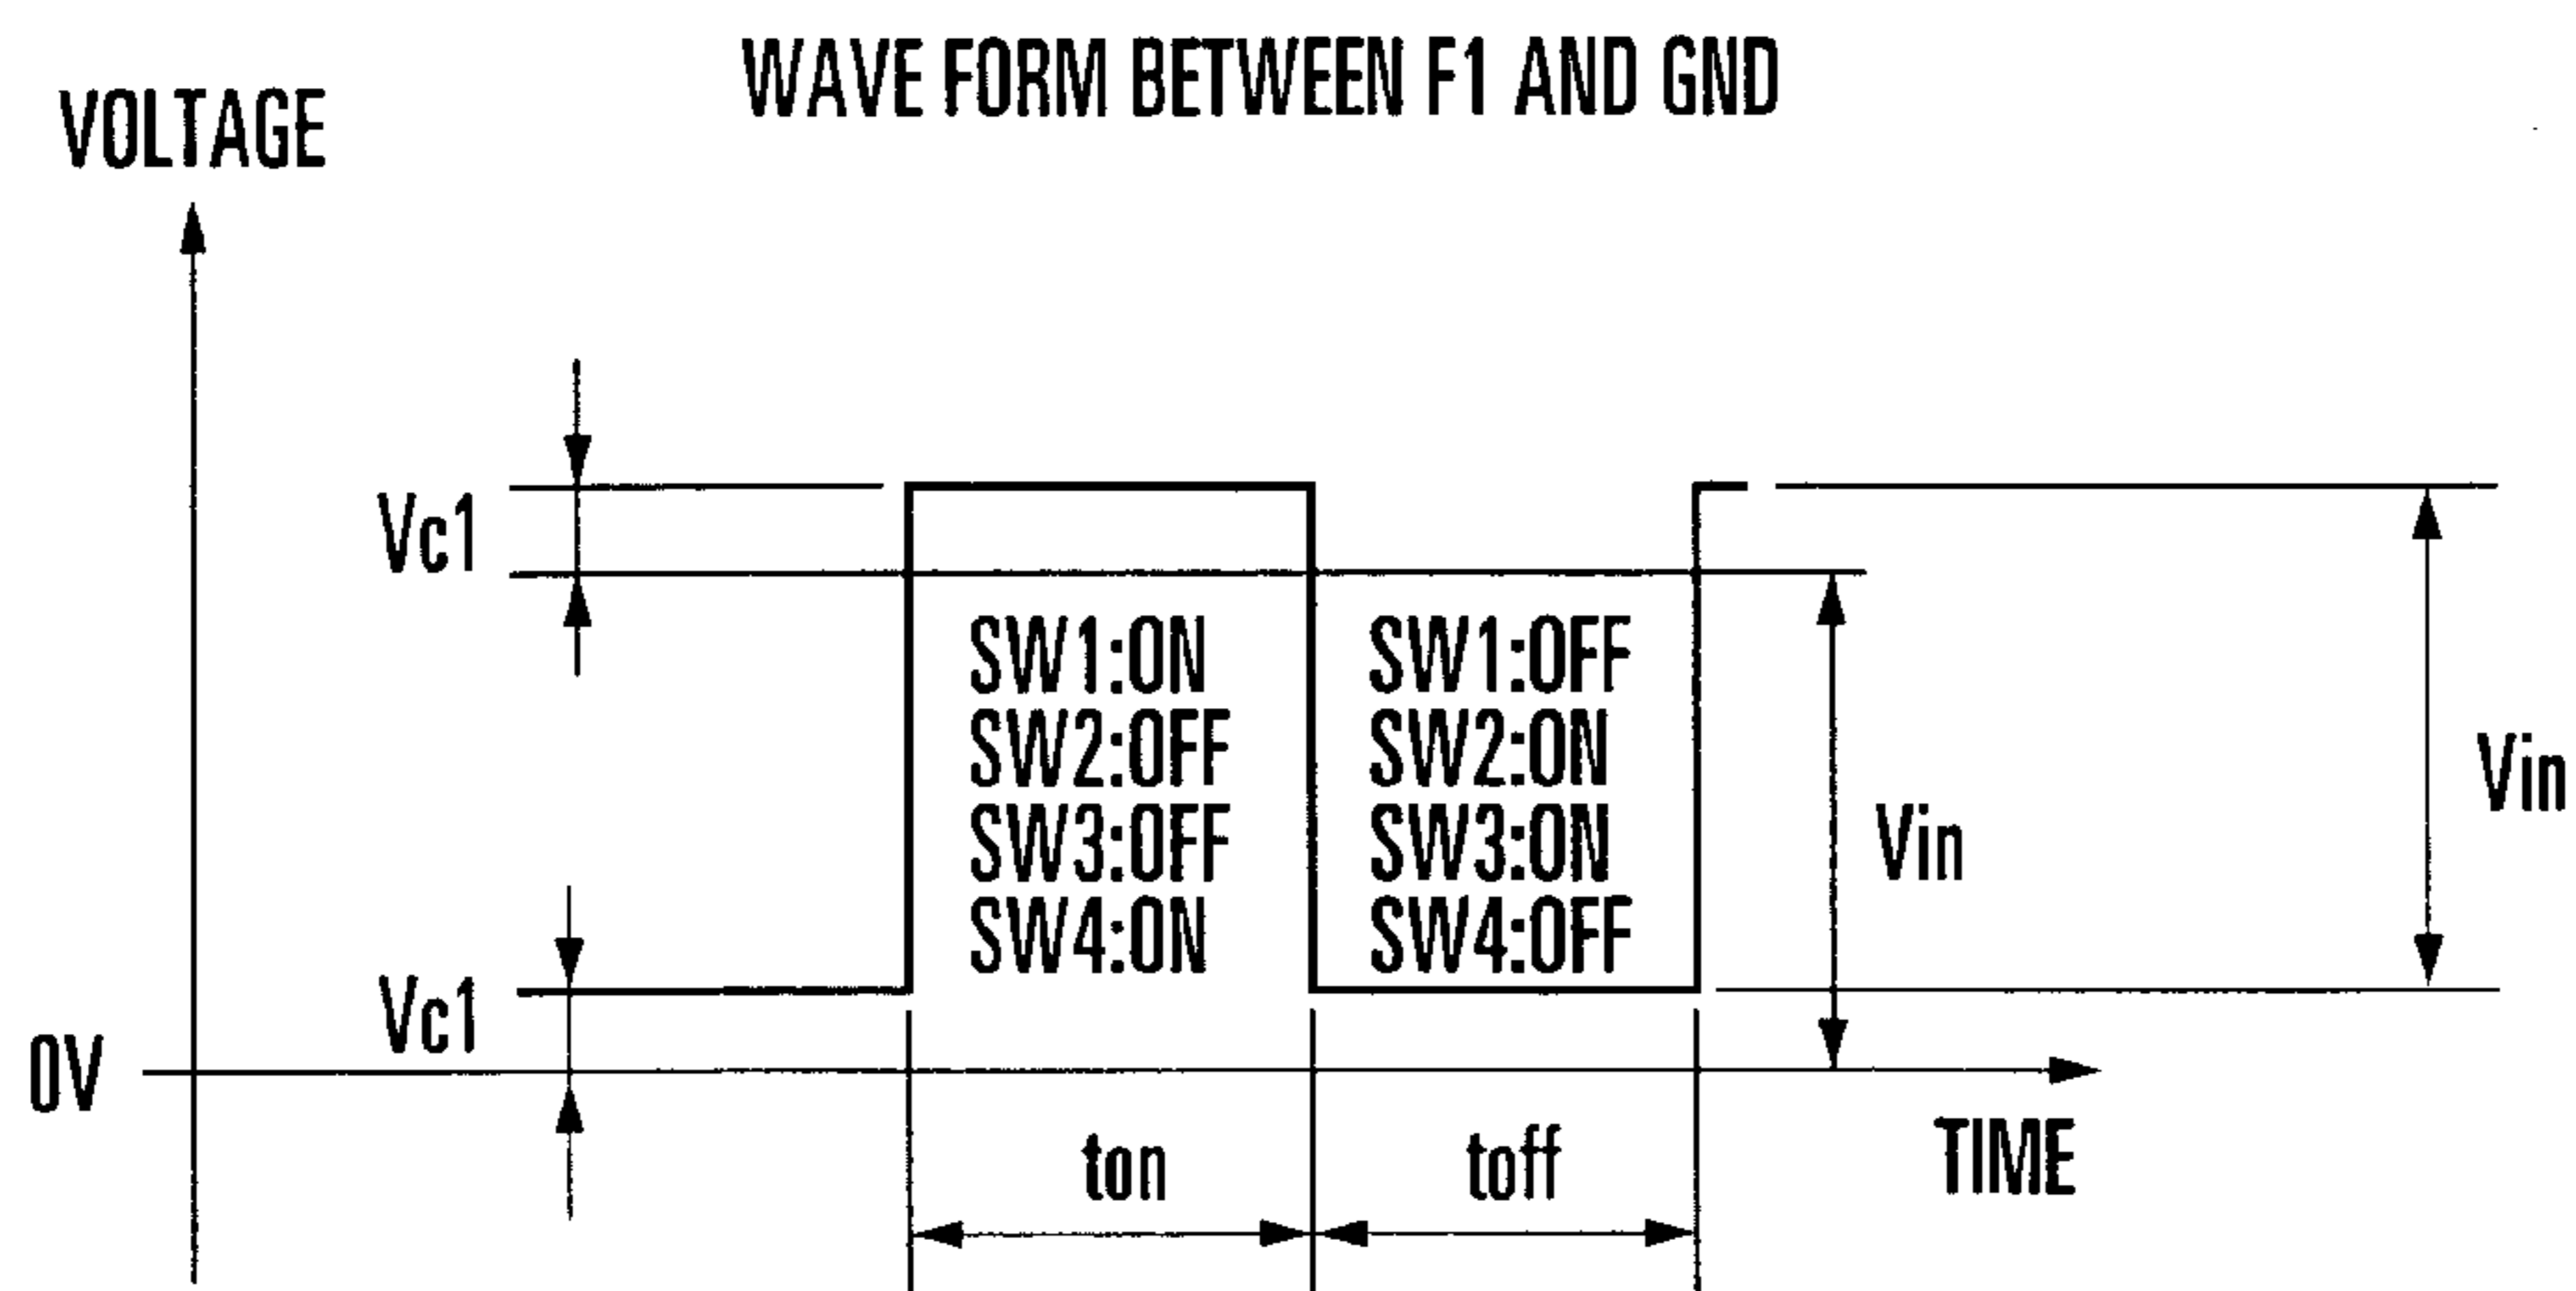 WAVE FORM BETWEEN F1 AND GND
VOLTAGE
Vc1
SW1:ON
SW2:OFF
SW3:OFF
SW4:ON
SW1:OFF
SW2:ON
SW3:ON
SW4:OFF
Vin
Vin
Vc1
0V
ton
toff
TIME